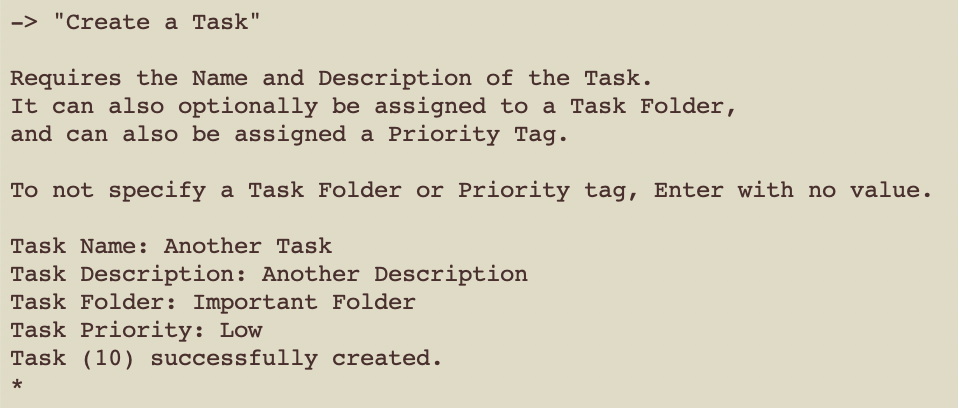 -> "Create a Task"
Requires the Name and Description of the Task.
It can also optionally be assigned to a Task Folder,
and can also be assigned a Priority Tag.
To not specify a Task Folder or Priority tag, Enter with no value.
Task Name: Another Task
Task Description: Another Description
Task Folder: Important Folder
Task Priority: Low
Task (10) successfully created.
*